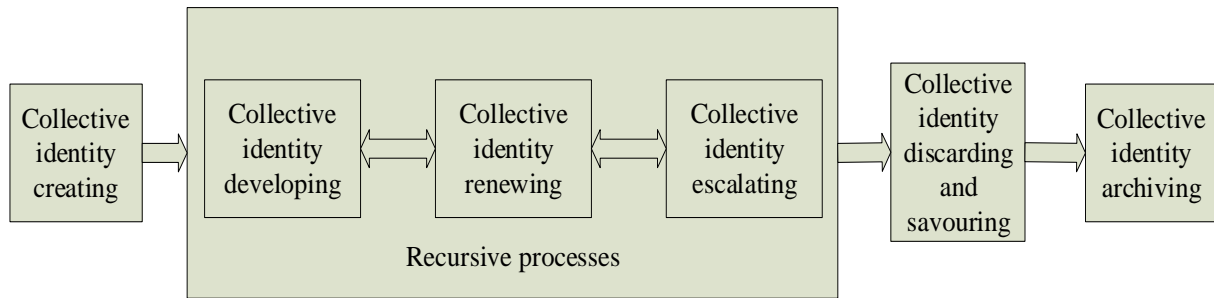 Collective
identity
creating
Collective
identity
developing
Collective
identity
renewing
Collective
identity
escalating
Recursive processes
Collective
identity
discarding
and
savouring
Collective
identity
archiving